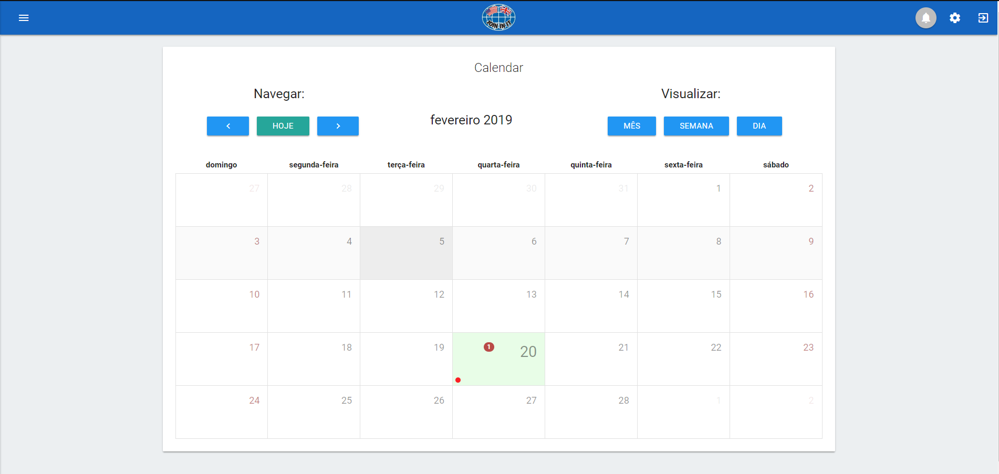 JOIN IN IT
Calendar
Navegar:
Visualizar:
HOJE
fevereiro 2019
MÊS SEMANA DIA
domingo segunda-feira terça-feira quarta-feira quinta-feira sexta-feira sábado
27 28 29 30 31 1 2
3 4 5 6 7 8 9
10 11 12 13 14 15 16
17 18 19 1 20 21 22 23
24 25 26 27 28 1 2